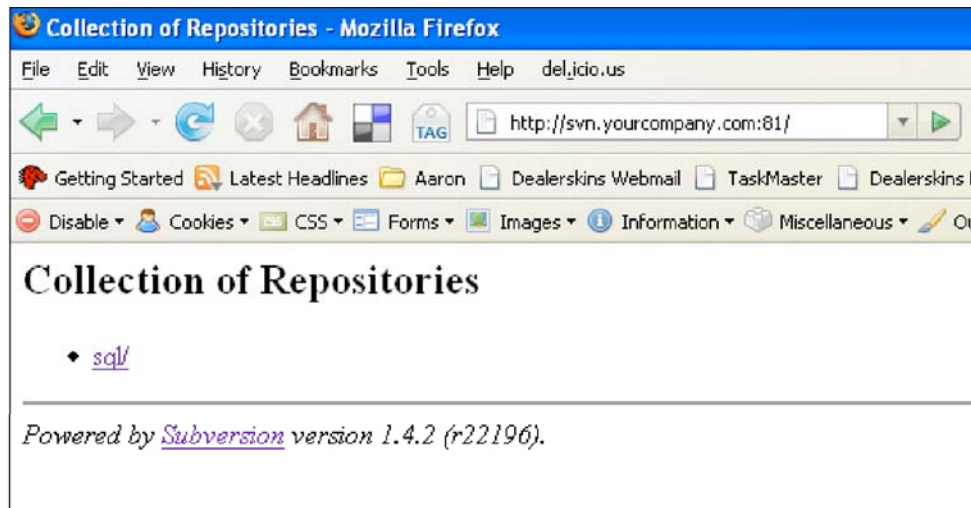 Collection of Repositories - Mozilla Firefox
File Edit View History Bookmarks Tools Help del.icio.us
TAG http://svn.yourcompany.com:81/
Getting Started Latest Headlines Aaron Dealerskins Webmail TaskMaster Dealerskins
Disable Cookies CSS Forms Images Information Miscellaneous
Collection of Repositories
sql/
Powered by Subversion version 1.4.2 (r22196).